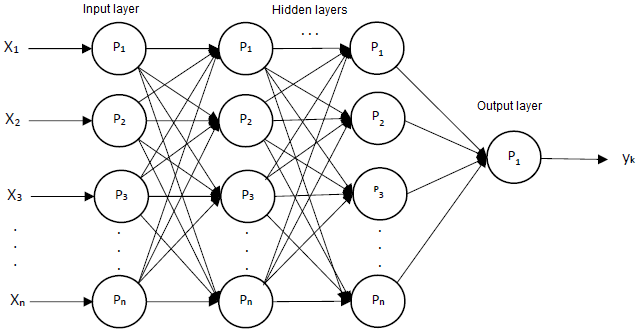 Input layer
Hidden layers
. . .
X1
P1
P1
P1
X2
P2
P2
P2
Output layer
P1
yk
X3
P3
P3
P3
.
.
.
Xn
Pn
Pn
Pn